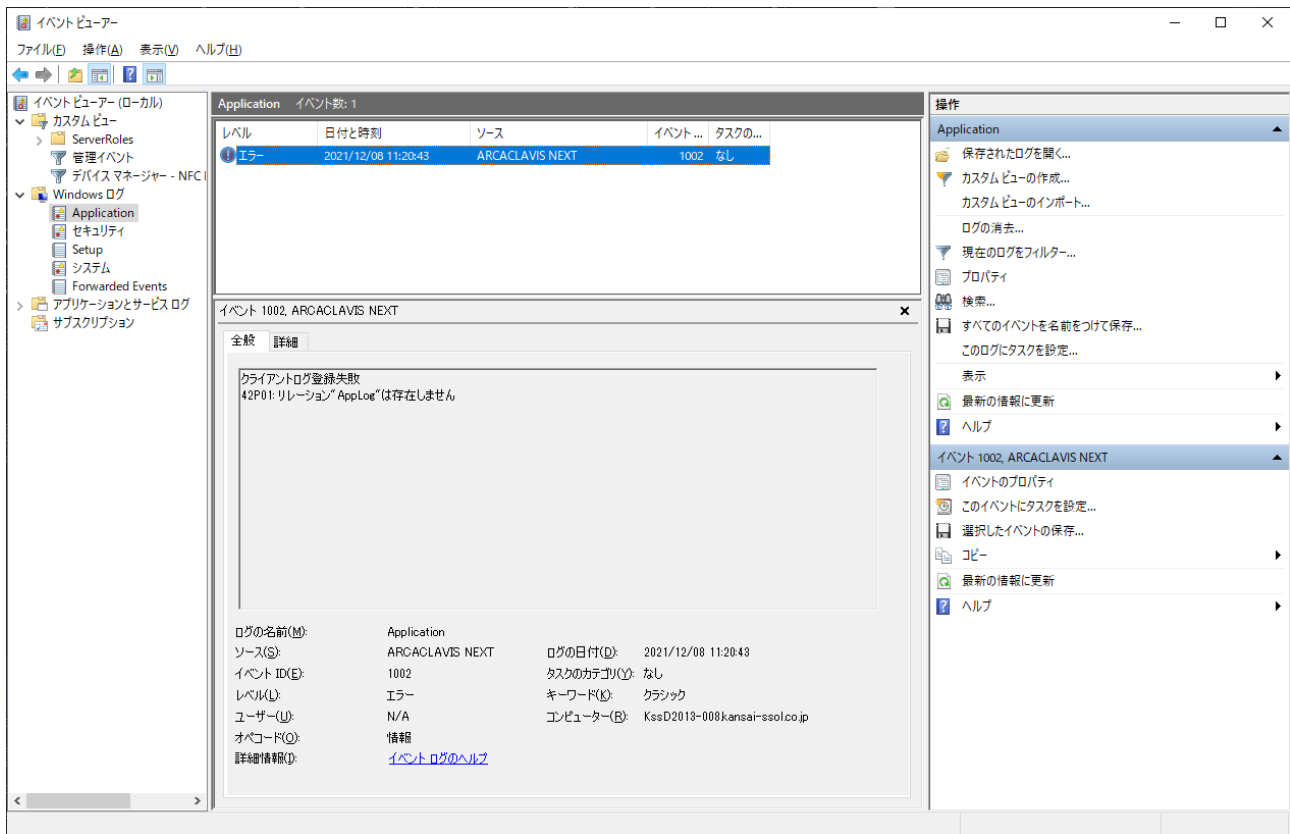 イベント ビューアー
ファイル(F) 操作(A) 表示(V) ヘルプ(H)
イベント ビューアー (ローカル)
カスタム ビュー
ServerRoles
管理イベント
デバイス マネージャー - NFC I
Windows ログ
Application
セキュリティ
Setup
システム
Forwarded Events
アプリケーションとサービス ログ
サブスクリプション
Application イベント数: 1
レベル 日付と時刻 ソース イベント ... タスクの...
エラー 2021/12/08 11:20:43 ARCACLAVIS NEXT 1002 なし
イベント 1002, ARCACLAVIS NEXT
全般 詳細
クライアントログ登録失敗
42P01: リレーション"AppLog"は存在しません
ログの名前(M): Application
ソース(S): ARCACLAVIS NEXT ログの日付(D): 2021/12/08 11:20:43
イベント ID(E): 1002 タスクのカテゴリ(Y): なし
レベル(L): エラー キーワード(K): クラシック
ユーザー(U): N/A コンピューター(R): KssD2013-008.kansai-ssol.co.jp
オペコード(O): 情報
詳細情報(I): イベント ログのヘルプ
操作
Application
保存されたログを開く...
カスタム ビューの作成...
カスタム ビューのインポート...
ログの消去...
現在のログをフィルター...
プロパティ
検索...
すべてのイベントを名前をつけて保存...
このログにタスクを設定...
表示
最新の情報に更新
ヘルプ
イベント 1002, ARCACLAVIS NEXT
イベントのプロパティ
このイベントにタスクを設定...
選択したイベントの保存...
コピー
最新の情報に更新
ヘルプ